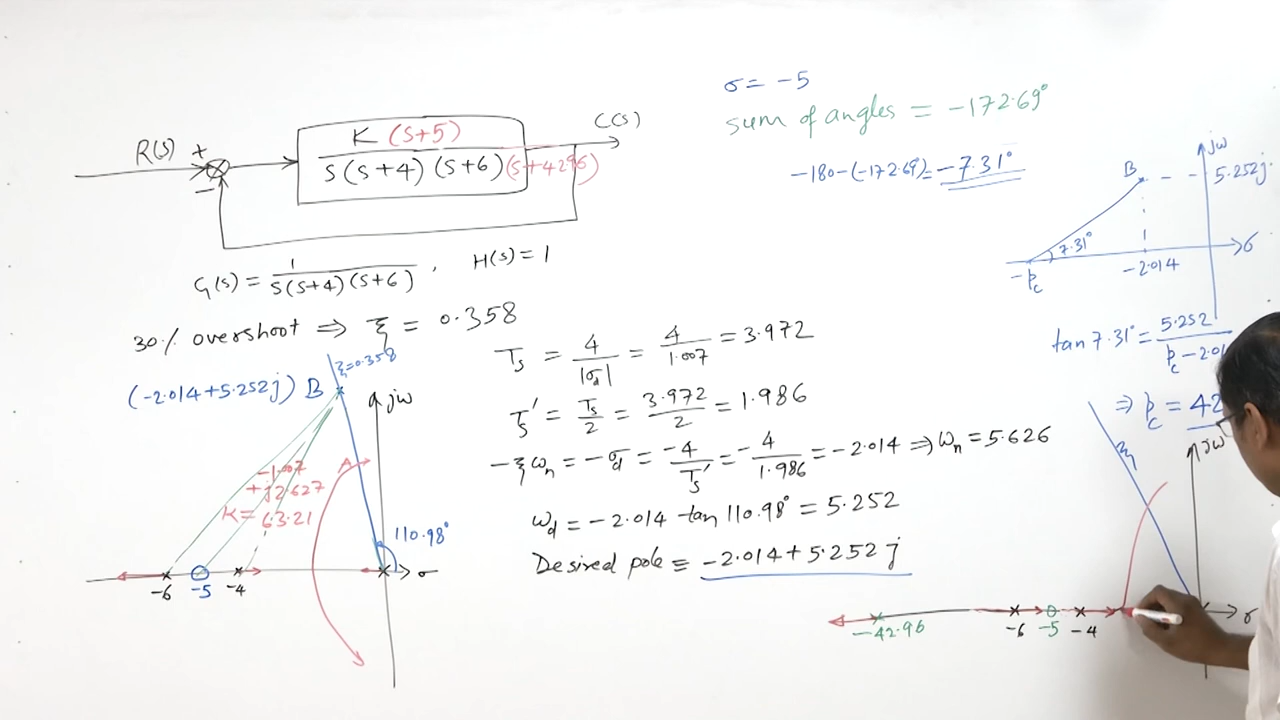 R(s) + − K (s+5) / s(s+4)(s+6)(s+4296) C(s)
G(s) = 1 / s(s+4)(s+6) , H(s) = 1
30% overshoot ⇒ ξ = 0.358
ξ=0.358
(-2.014+5.252j) B
jω
A
-1.007
+j2.627
K = 63.21
110.98°
σ
-6 -5 -4
σ = -5
sum of angles = -172.69°
-180-(-172.69) = -7.31°
Ts = 4/|σd| = 4/1.007 = 3.972
Ts' = Ts/2 = 3.972/2 = 1.986
-ξωn = -σd = -4/Ts' = -4/1.986 = -2.014 ⇒ ωn = 5.626
ωd = -2.014 tan 110.98° = 5.252
Desired pole = -2.014+5.252j
jω
B
5.252j
7.31°
σ
-Pc -2.014
tan 7.31° = 5.252 / Pc - 2.01
⇒ Pc = 42
ξ
jω
σ
-42.96 -6 -5 -4